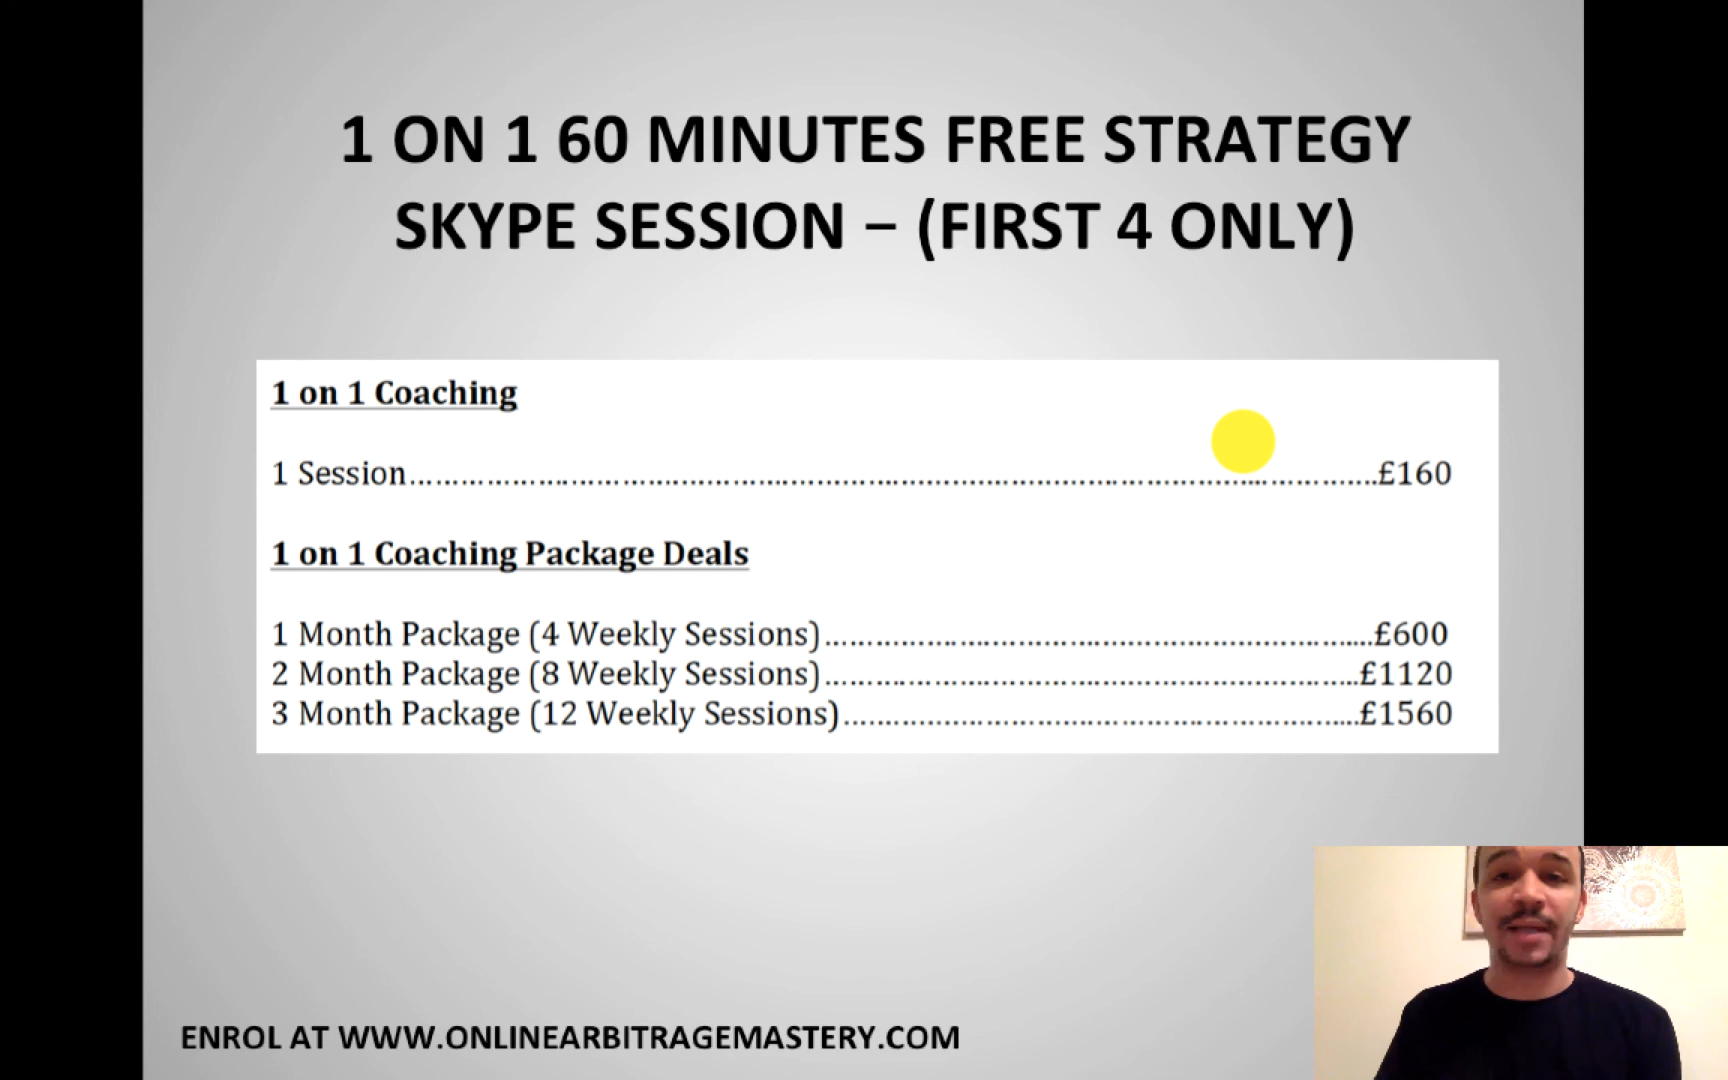 1 ON 1 60 MINUTES FREE STRATEGY
SKYPE SESSION – (FIRST 4 ONLY)
1 on 1 Coaching
1 Session……………………………………………………………………………………£160
1 on 1 Coaching Package Deals
1 Month Package (4 Weekly Sessions)………………………………………………£600
2 Month Package (8 Weekly Sessions)………………………………………………£1120
3 Month Package (12 Weekly Sessions)……………………………………………£1560
ENROL AT WWW.ONLINEARBITRAGEMASTERY.COM